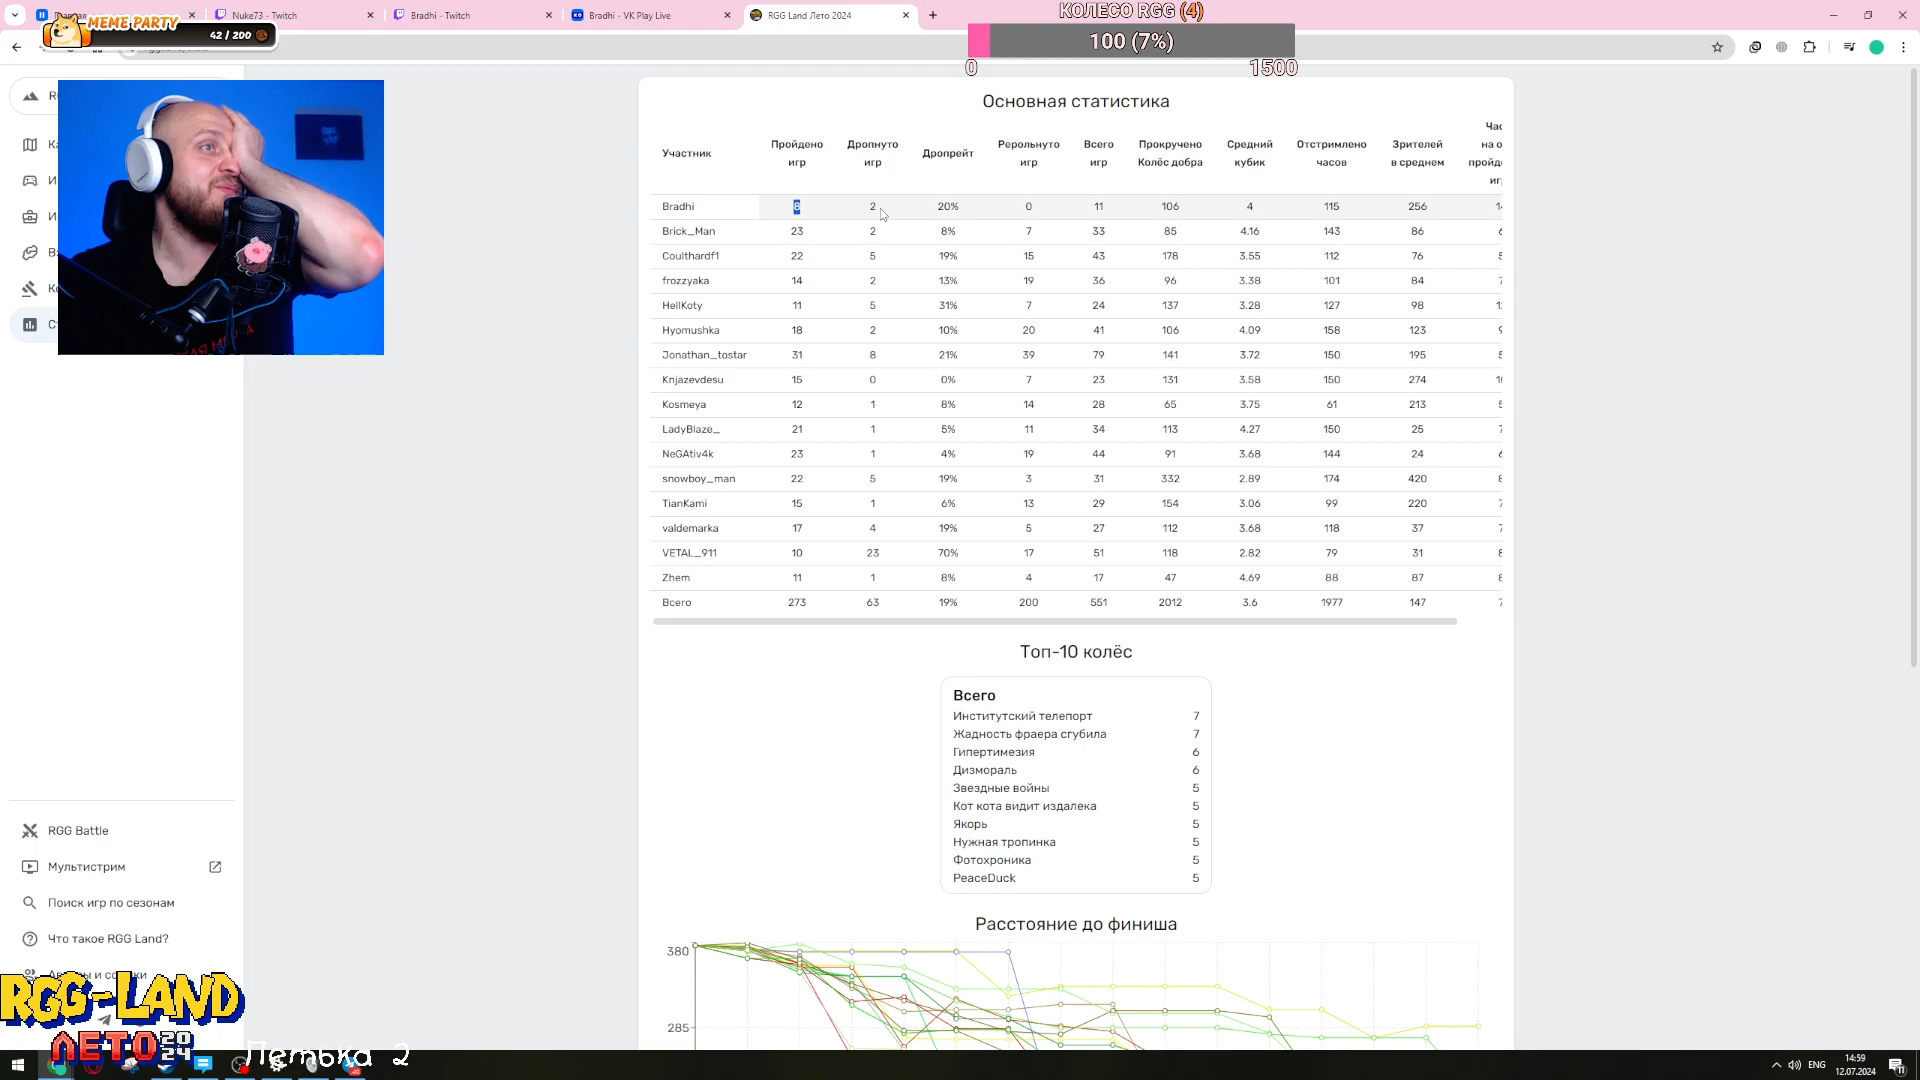 Nuke73 - Twitch
Bradhi - Twitch
Bradhi - VK Play Live
RGG Land Лето 2024
MEME PARTY
42 / 200
КОЛЕСО RGG (4)
100 (7%)
0 1500
Основная статистика
Участник
Пройдено игр
Дропнуто игр
Дропрейт
Рерольнуто игр
Всего игр
Прокручено Колёс добра
Средний кубик
Отстримлено часов
Зрителей в среднем
Bradhi 8 2 20% 0 11 106 4 115 256
Brick_Man 23 2 8% 7 33 85 4.16 143 86
Coulthardf1 22 5 19% 15 43 178 3.55 112 76
frozzyaka 14 2 13% 19 36 96 3.38 101 84
HellKoty 11 5 31% 7 24 137 3.28 127 98
Hyomushka 18 2 10% 20 41 106 4.09 158 123
Jonathan_tostar 31 8 21% 39 79 141 3.72 150 195
Knjazevdesu 15 0 0% 7 23 131 3.58 150 274
Kosmeya 12 1 8% 14 28 65 3.75 61 213
LadyBlaze_ 21 1 5% 11 34 113 4.27 150 25
NeGAtiv4k 23 1 4% 19 44 91 3.68 144 24
snowboy_man 22 5 19% 3 31 332 2.89 174 420
TianKami 15 1 6% 13 29 154 3.06 99 220
valdemarka 17 4 19% 5 27 112 3.68 118 37
VETAL_911 10 23 70% 17 51 118 2.82 79 31
Zhem 11 1 8% 4 17 47 4.69 88 87
Всего 273 63 19% 200 551 2012 3.6 1977 147
Топ-10 колёс
Всего
Институтский телепорт 7
Жадность фраера сгубила 7
Гипертимезия 6
Дизмораль 6
Звездные войны 5
Кот кота видит издалека 5
Якорь 5
Нужная тропинка 5
Фотохроника 5
PeaceDuck 5
Расстояние до финиша
380
285
RGG Battle
Мультистрим
Поиск игр по сезонам
Что такое RGG Land?
RGG-LAND
ЛЕТО 2024
Петька 2
ENG
14:59
12.07.2024